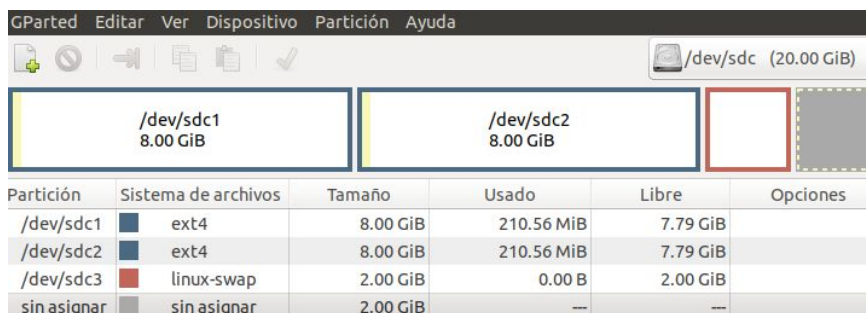 GParted Editar Ver Dispositivo Partición Ayuda
/dev/sdc (20.00 GiB)
/dev/sdc1
8.00 GiB
/dev/sdc2
8.00 GiB
Partición Sistema de archivos Tamaño Usado Libre Opciones
/dev/sdc1 ext4 8.00 GiB 210.56 MiB 7.79 GiB
/dev/sdc2 ext4 8.00 GiB 210.56 MiB 7.79 GiB
/dev/sdc3 linux-swap 2.00 GiB 0.00 B 2.00 GiB
sin asignar sin asignar 2.00 GiB --- ---